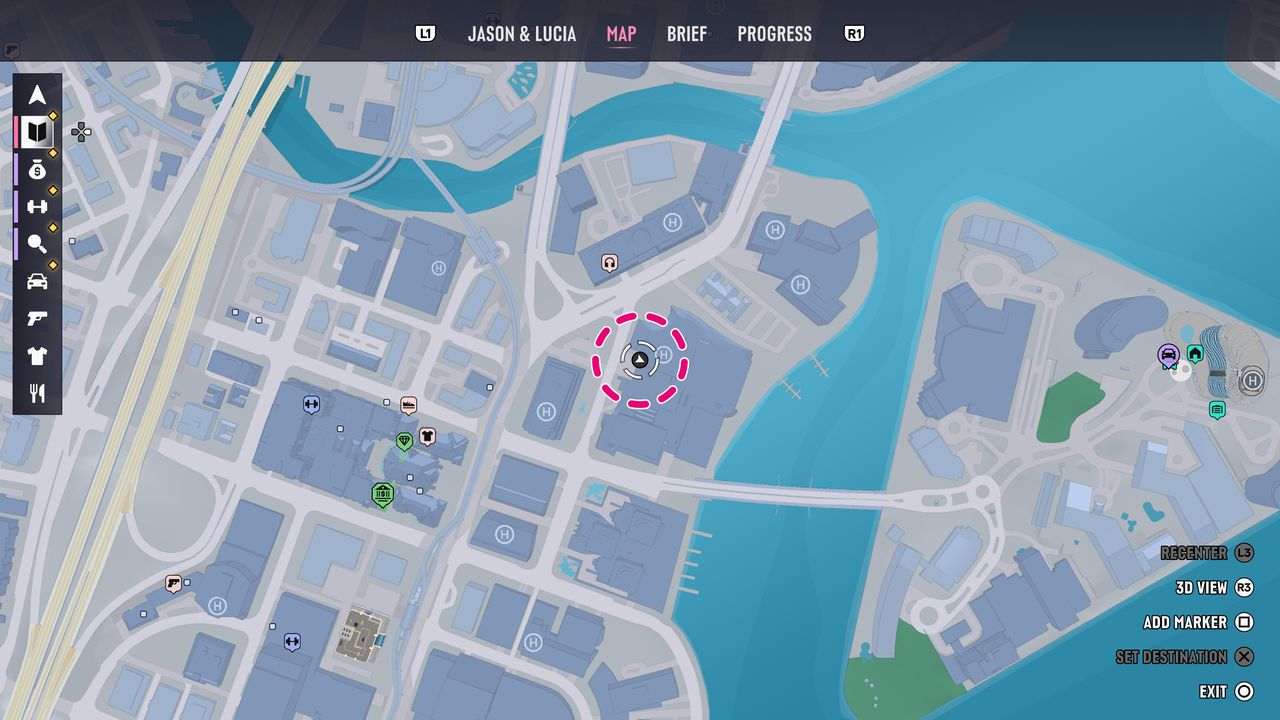 L1 JASON & LUCIA MAP BRIEF PROGRESS R1
H
H
H
H
H
H
H
H
H
H
H
RECENTER L3
3D VIEW R3
ADD MARKER
SET DESTINATION
EXIT